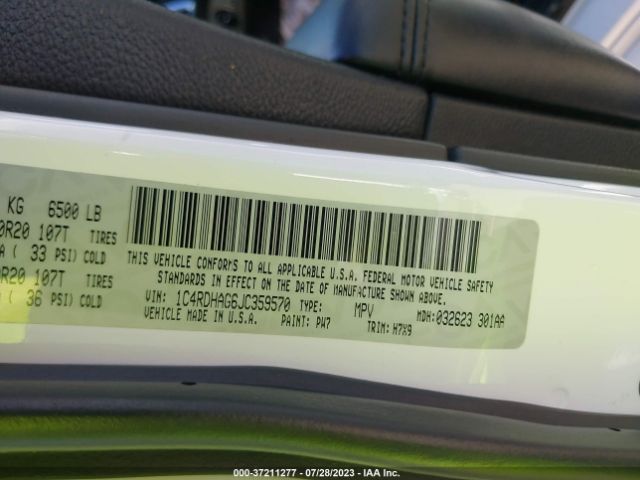 KG 6500 LB
0R20 107T TIRES
A ( 33 PSI) COLD
0R20 107T TIRES
A ( 36 PSI) COLD
THIS VEHICLE CONFORMS TO ALL APPLICABLE U.S.A. FEDERAL MOTOR VEHICLE SAFETY
STANDARDS IN EFFECT ON THE DATE OF MANUFACTURE SHOWN ABOVE.
VIN: 1C4RDHAG6JC359570 TYPE: MPV MDH: 032623 301AA
VEHICLE MADE IN U.S.A. PAINT: PW7 TRIM: H7X9
000-37211277 - 07/28/2023 - IAA Inc.